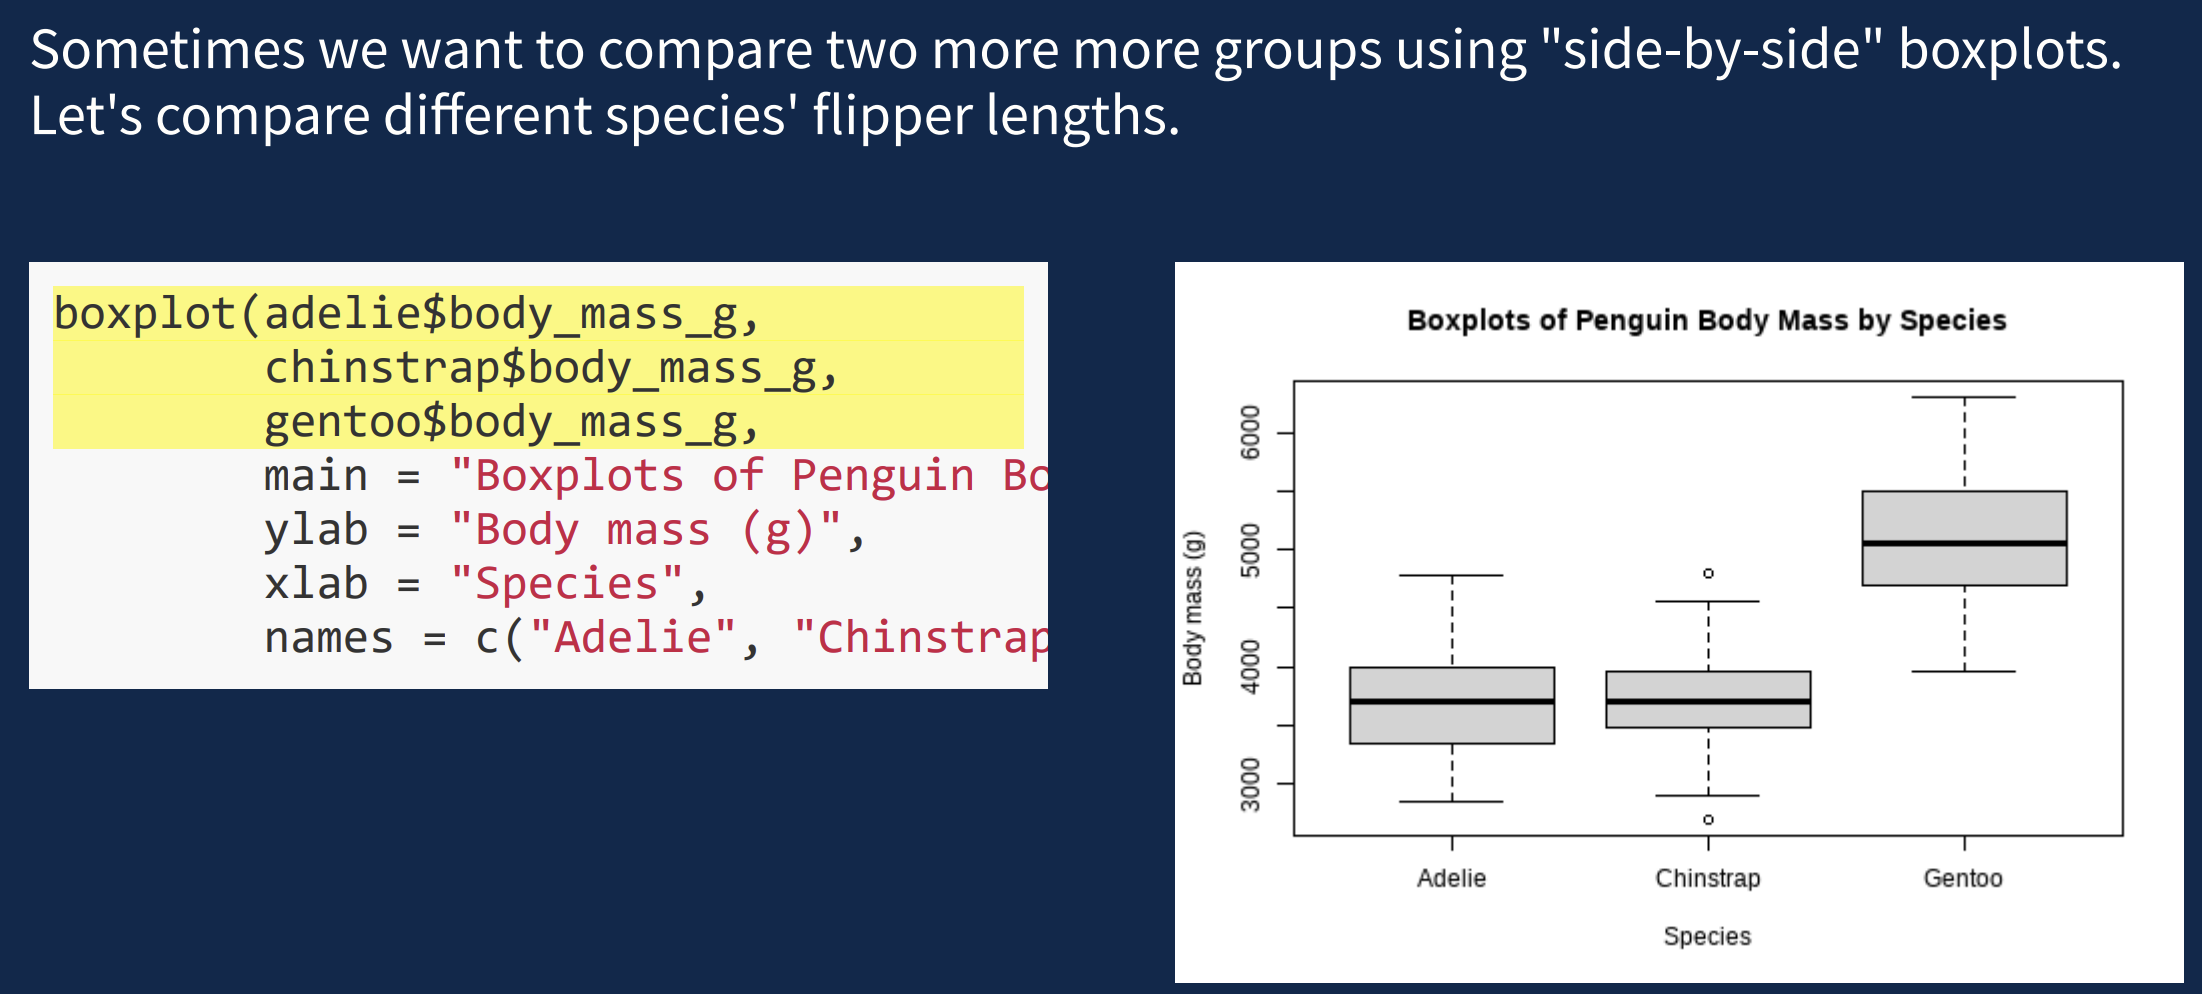 Sometimes we want to compare two more more groups using "side-by-side" boxplots.
Let's compare different species' flipper lengths.
boxplot(adelie$body_mass_g,
chinstrap$body_mass_g,
gentoo$body_mass_g,
main = "Boxplots of Penguin Bo
ylab = "Body mass (g)",
xlab = "Species",
names = c("Adelie", "Chinstrap
Boxplots of Penguin Body Mass by Species
Body mass (g)
6000
5000
4000
3000
Adelie Chinstrap Gentoo
Species